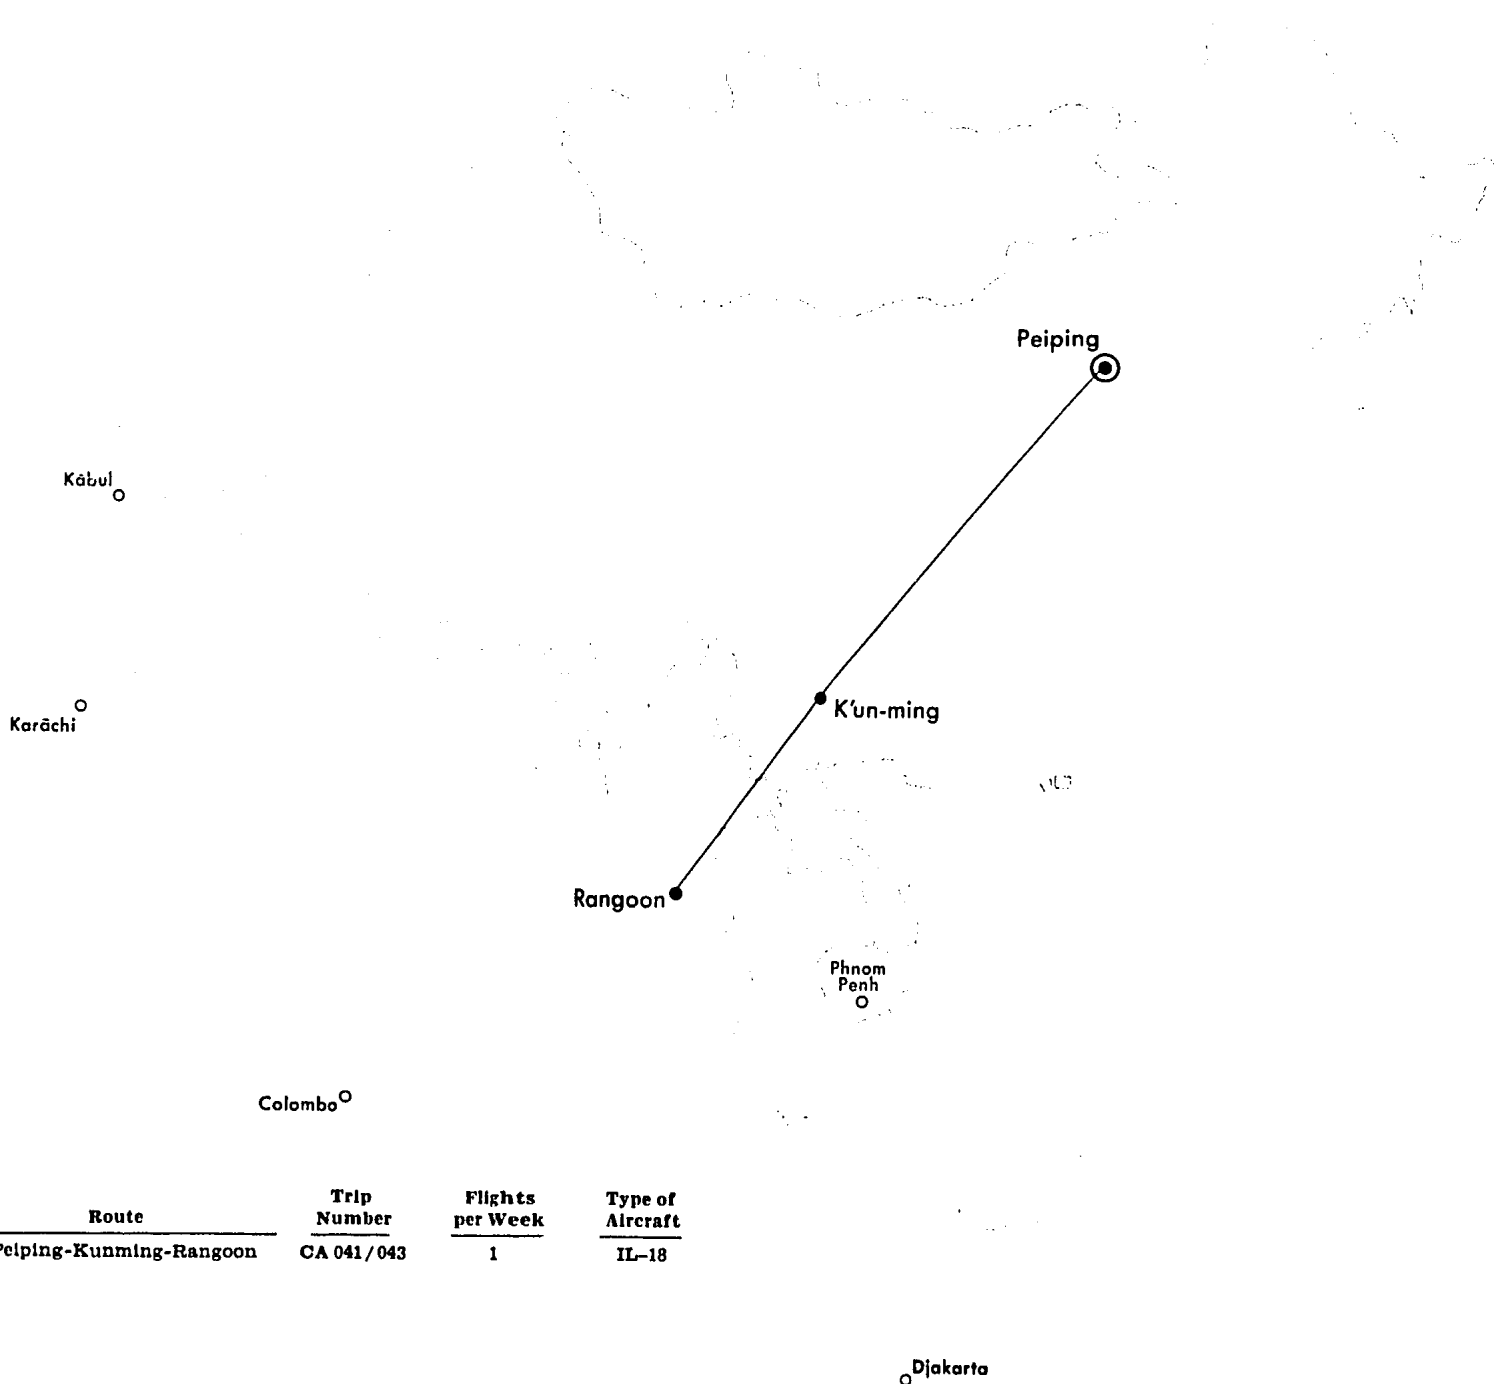 Peiping
Kābul
K'un-ming
Karāchi
Rangoon
Phnom
Penh
Colombo
Route Trip Number Flights per Week Type of Aircraft
Peiping-Kunming-Rangoon CA 041/043 1 IL-18
Djakarta